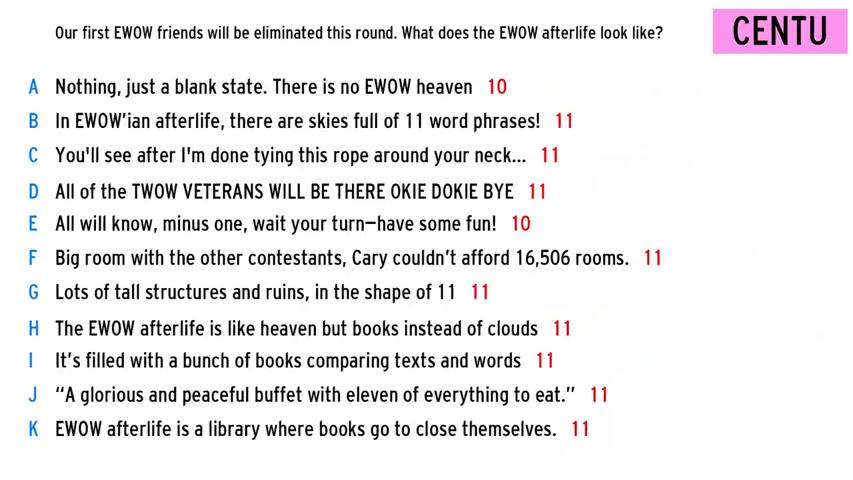 Our first EWOW friends will be eliminated this round. What does the EWOW afterlife look like?
CENTU
A Nothing, just a blank state. There is no EWOW heaven 10
B In EWOW'ian afterlife, there are skies full of 11 word phrases! 11
C You'll see after I'm done tying this rope around your neck... 11
D All of the TWOW VETERANS WILL BE THERE OKIE DOKIE BYE 11
E All will know, minus one, wait your turn—have some fun! 10
F Big room with the other contestants, Cary couldn't afford 16,506 rooms. 11
G Lots of tall structures and ruins, in the shape of 11 11
H The EWOW afterlife is like heaven but books instead of clouds 11
I It's filled with a bunch of books comparing texts and words 11
J “A glorious and peaceful buffet with eleven of everything to eat.” 11
K EWOW afterlife is a library where books go to close themselves. 11